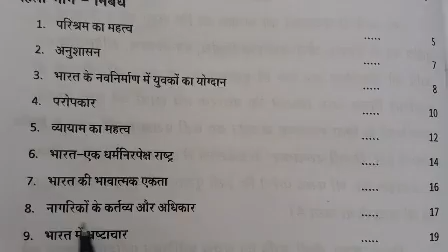 पहला भाग – निबंध
1. परिश्रम का महत्व ..... 5
2. अनुशासन ..... 7
3. भारत के नवनिर्माण में युवकों का योग्दान ..... 8
4. परोपकार ..... 10
5. व्यायाम का महत्व ..... 12
6. भारत–एक धर्मनिरपेक्ष राष्ट्र ..... 14
7. भारत की भावात्मक एकता ..... 16
8. नागरिकों के कर्तव्य और अधिकार ..... 17
9. भारत में भ्रष्टाचार ..... 19